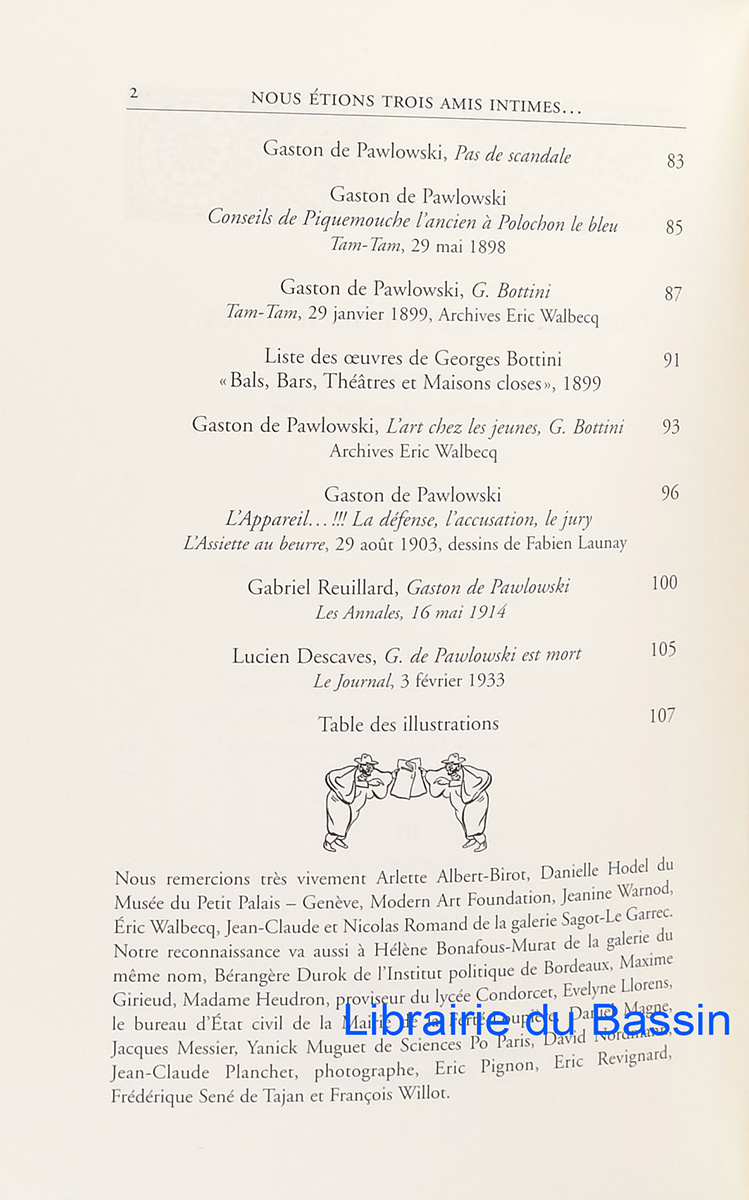 2
NOUS ÉTIONS TROIS AMIS INTIMES...
Gaston de Pawlowski, Pas de scandale 83
Gaston de Pawlowski
Conseils de Piquemouche l'ancien à Polochon le bleu 85
Tam-Tam, 29 mai 1898
Gaston de Pawlowski, G. Bottini 87
Tam-Tam, 29 janvier 1899, Archives Eric Walbecq
Liste des œuvres de Georges Bottini 91
« Bals, Bars, Théâtres et Maisons closes », 1899
Gaston de Pawlowski, L'art chez les jeunes, G. Bottini 93
Archives Eric Walbecq
Gaston de Pawlowski 96
L'Appareil... !!! La défense, l'accusation, le jury
L'Assiette au beurre, 29 août 1903, dessins de Fabien Launay
Gabriel Reuillard, Gaston de Pawlowski 100
Les Annales, 16 mai 1914
Lucien Descaves, G. de Pawlowski est mort 105
Le Journal, 3 février 1933
Table des illustrations 107
Nous remercions très vivement Arlette Albert-Birot, Danielle Hodel du
Musée du Petit Palais – Genève, Modern Art Foundation, Jeanine Warnod,
Éric Walbecq, Jean-Claude et Nicolas Romand de la galerie Sagot-Le Garrec.
Notre reconnaissance va aussi à Hélène Bonafous-Murat de la galerie du
même nom, Bérangère Durok de l'Institut politique de Bordeaux, Maxime
Girieud, Madame Heudron, proviseur du lycée Condorcet, Evelyne Llorens,
le bureau d'État civil de la Mairie de la Daniel Magne,
Librairie du Bassin
Jacques Messier, Yanick Muguet de Sciences Po Paris, David
Jean-Claude Planchet, photographe, Eric Pignon, Eric Revignard,
Frédérique Sené de Tajan et François Willot.